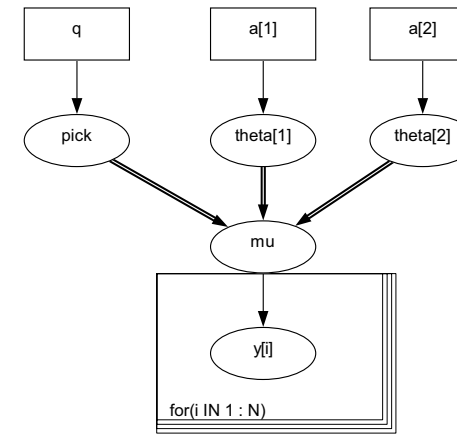 q
a[1]
a[2]
pick
theta[1]
theta[2]
mu
y[i]
for(i IN 1 : N)